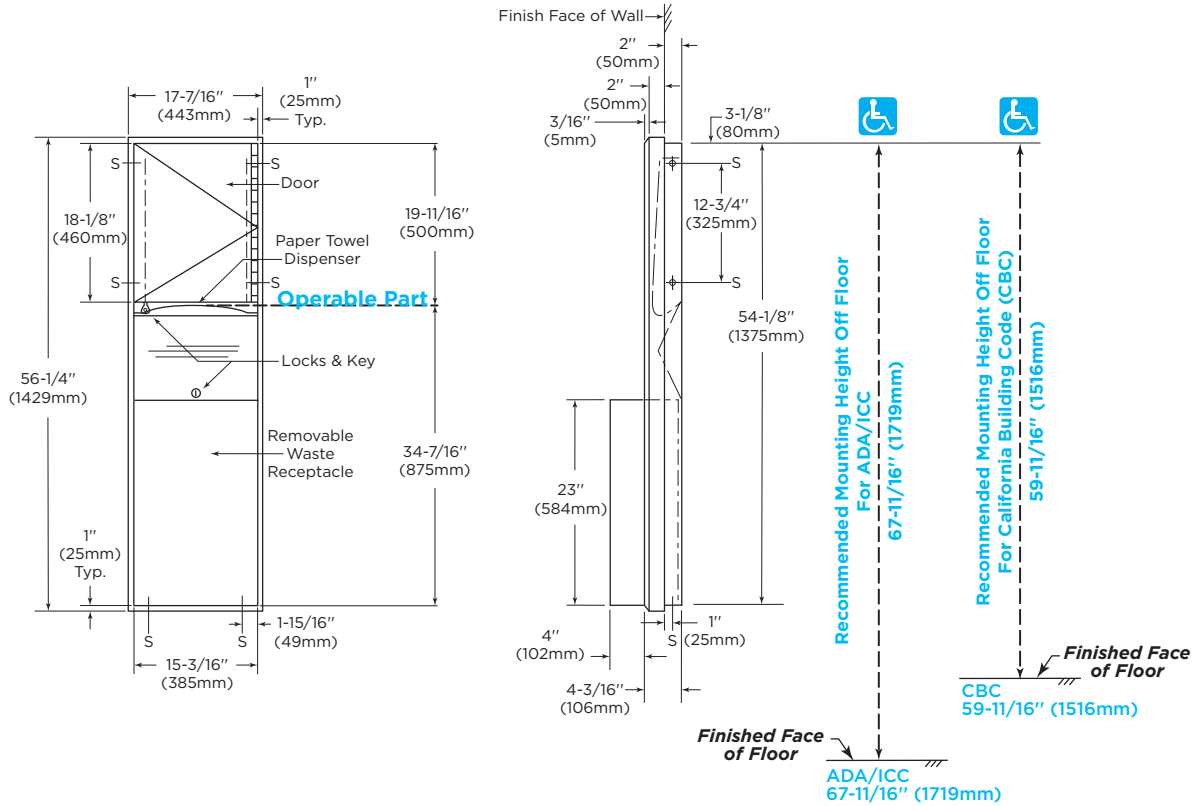 Finish Face of Wall
2"
(50mm)
2"
(50mm)
3/16"
(5mm)
3-1/8"
(80mm)
17-7/16"
(443mm)
1"
(25mm)
Typ.
S
S
Door
18-1/8"
(460mm)
19-11/16"
(500mm)
Paper Towel
Dispenser
S
S
Operable Part
Locks & Key
56-1/4"
(1429mm)
Removable
Waste
Receptacle
34-7/16"
(875mm)
1"
(25mm)
Typ.
S
S
1-15/16"
(49mm)
15-3/16"
(385mm)
S
12-3/4"
(325mm)
S
54-1/8"
(1375mm)
23"
(584mm)
4"
(102mm)
S
1"
(25mm)
4-3/16"
(106mm)
Recommended Mounting Height Off Floor
For ADA/ICC
67-11/16" (1719mm)
Recommended Mounting Height Off Floor
For California Building Code (CBC)
59-11/16" (1516mm)
Finished Face
of Floor
CBC
59-11/16" (1516mm)
Finished Face
of Floor
ADA/ICC
67-11/16" (1719mm)